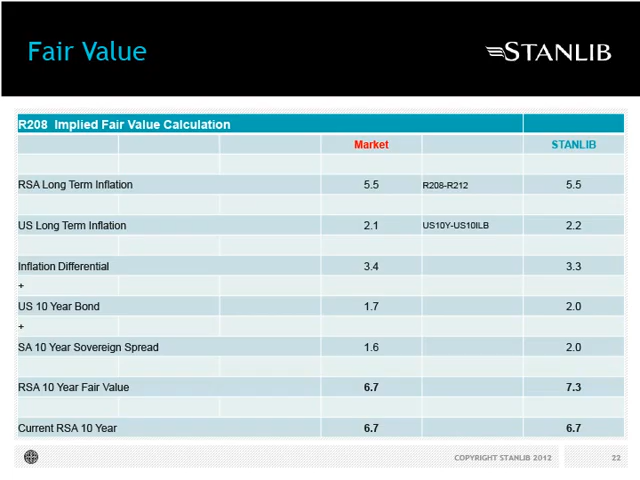 Fair Value
STANLIB
R208 Implied Fair Value Calculation
Market STANLIB
RSA Long Term Inflation 5.5 R208-R212 5.5
US Long Term Inflation 2.1 US10Y-US10ILB 2.2
Inflation Differential 3.4 3.3
+
US 10 Year Bond 1.7 2.0
+
SA 10 Year Sovereign Spread 1.6 2.0
RSA 10 Year Fair Value 6.7 7.3
Current RSA 10 Year 6.7 6.7
COPYRIGHT STANLIB 2012 22